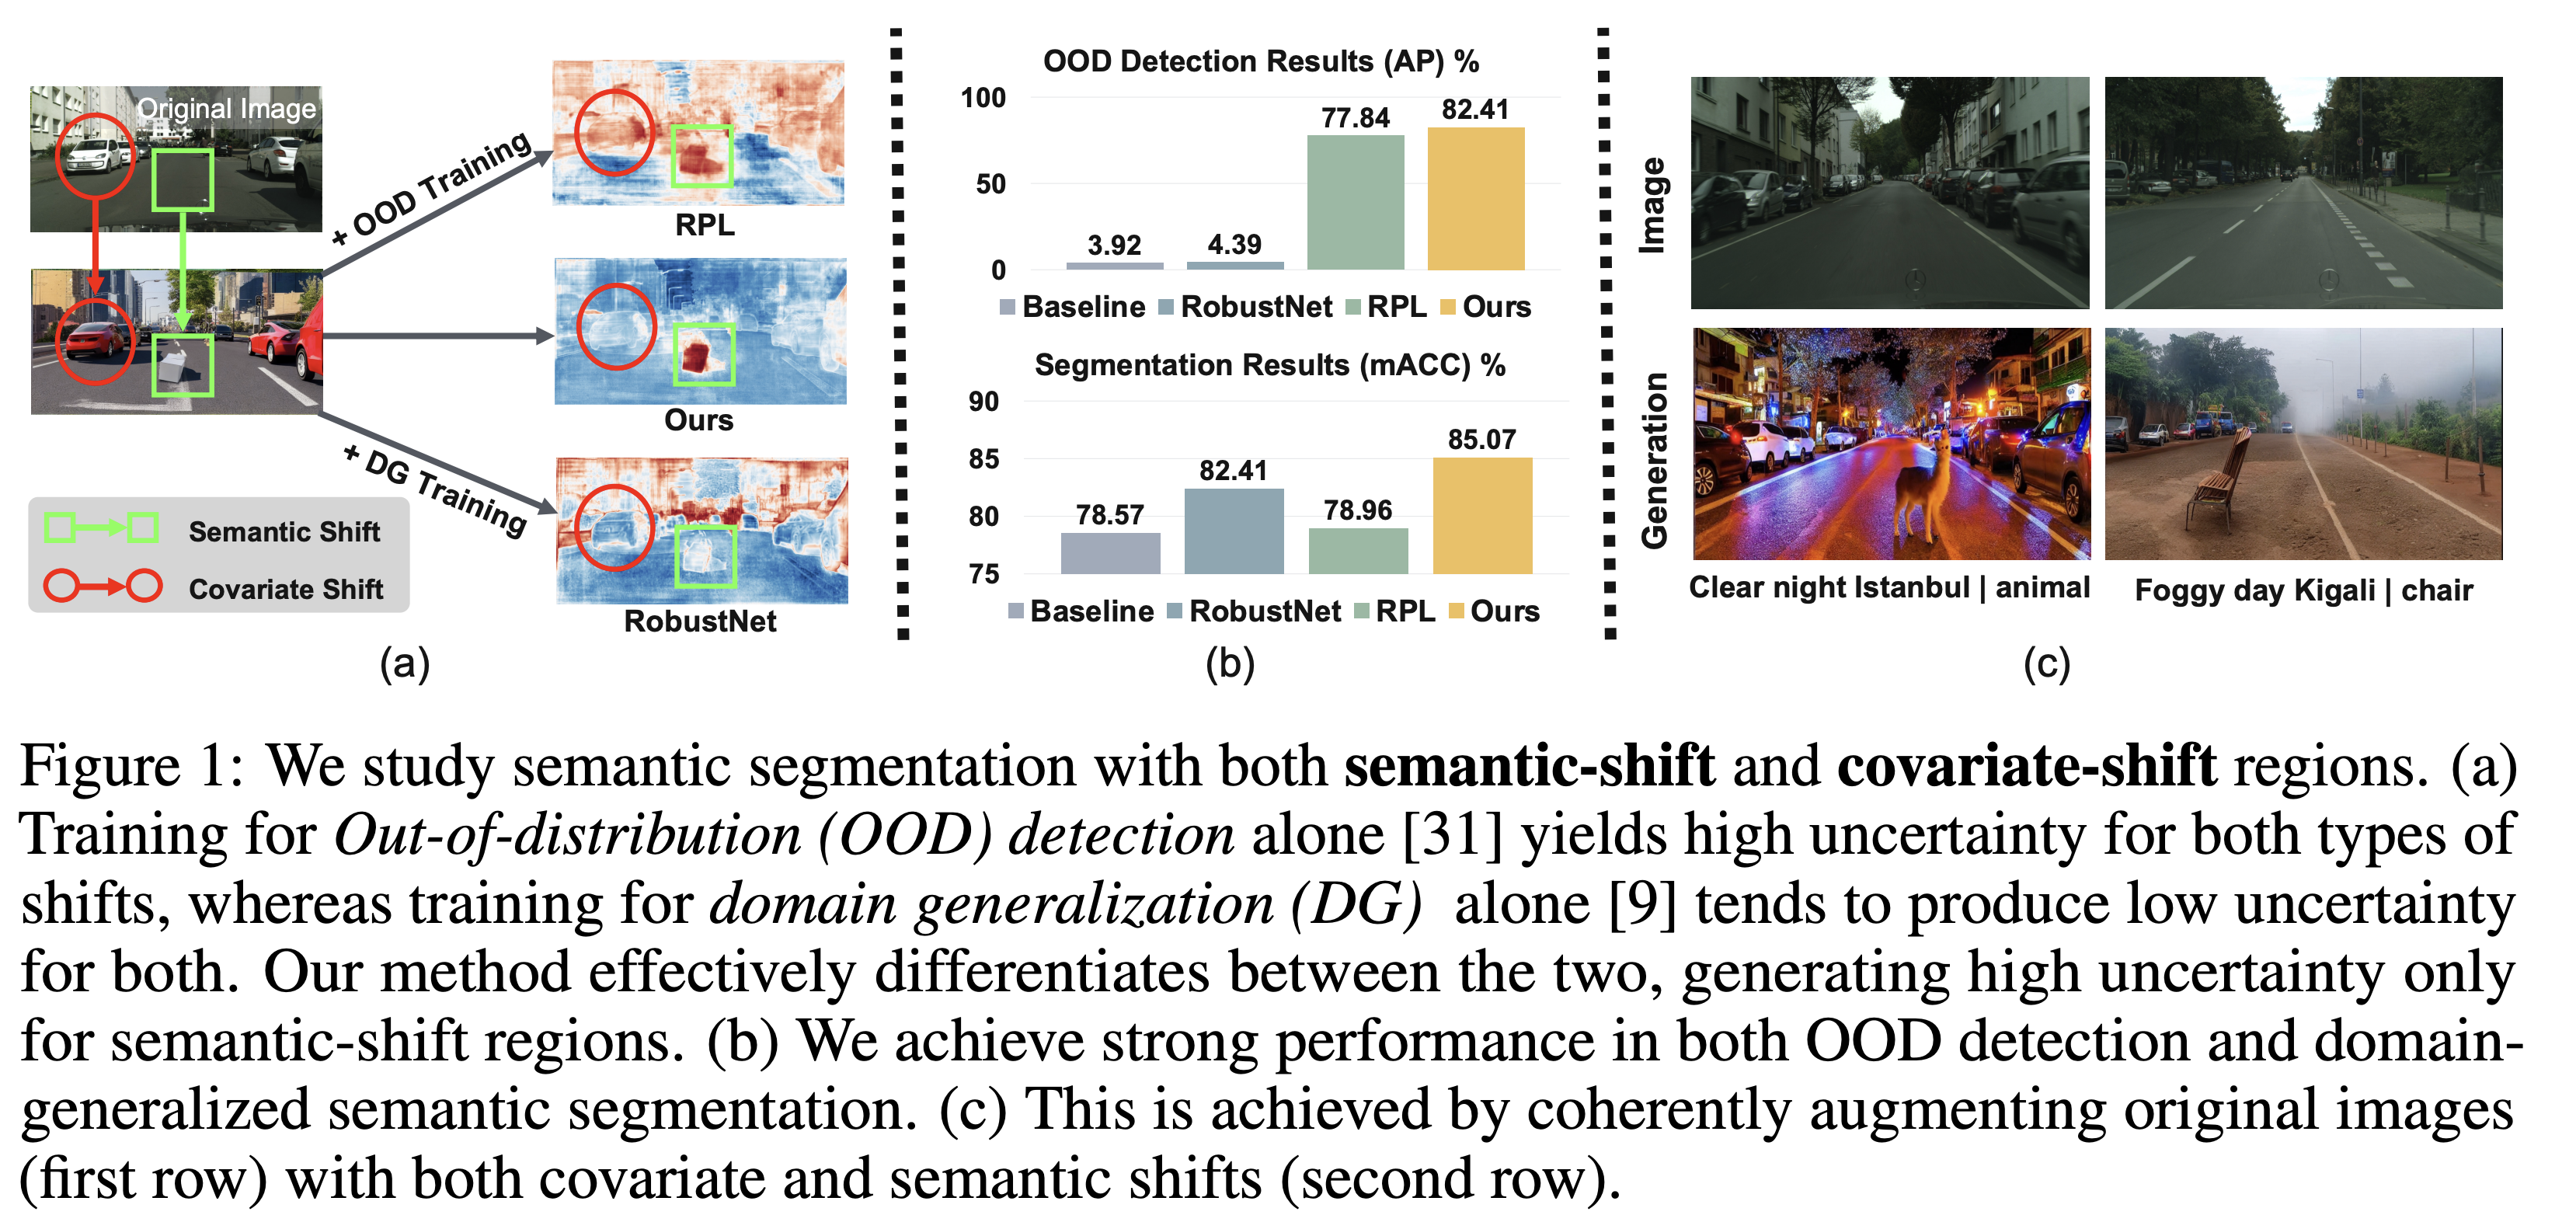 Original Image
+ OOD Training
RPL
Ours
+ DG Training
RobustNet
Semantic Shift
Covariate Shift
(a)
OOD Detection Results (AP) %
100
50
0
3.92
4.39
77.84
82.41
Baseline RobustNet RPL Ours
Segmentation Results (mACC) %
90
85
80
75
78.57
82.41
78.96
85.07
Baseline RobustNet RPL Ours
(b)
Image
Generation
Clear night Istanbul | animal
Foggy day Kigali | chair
(c)
Figure 1: We study semantic segmentation with both semantic-shift and covariate-shift regions. (a)
Training for Out-of-distribution (OOD) detection alone [31] yields high uncertainty for both types of
shifts, whereas training for domain generalization (DG) alone [9] tends to produce low uncertainty
for both. Our method effectively differentiates between the two, generating high uncertainty only
for semantic-shift regions. (b) We achieve strong performance in both OOD detection and domain-
generalized semantic segmentation. (c) This is achieved by coherently augmenting original images
(first row) with both covariate and semantic shifts (second row).